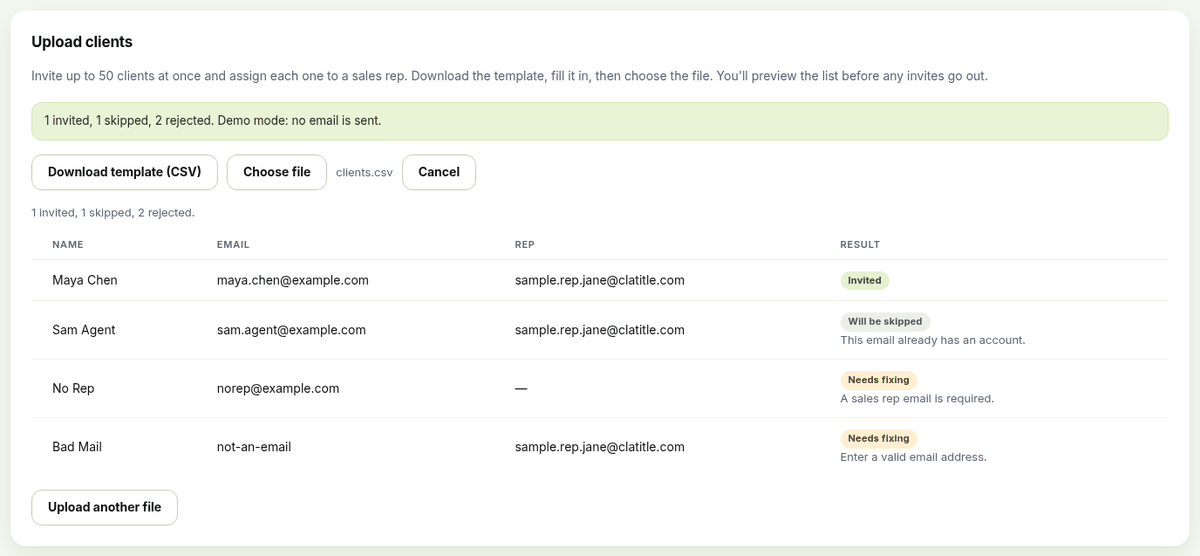 Upload clients
Invite up to 50 clients at once and assign each one to a sales rep. Download the template, fill it in, then choose the file. You'll preview the list before any invites go out.
1 invited, 1 skipped, 2 rejected. Demo mode: no email is sent.
Download template (CSV) Choose file clients.csv Cancel
1 invited, 1 skipped, 2 rejected.
NAME EMAIL REP RESULT
Maya Chen maya.chen@example.com sample.rep.jane@clatitle.com Invited
Sam Agent sam.agent@example.com sample.rep.jane@clatitle.com Will be skipped
This email already has an account.
No Rep norep@example.com — Needs fixing
A sales rep email is required.
Bad Mail not-an-email sample.rep.jane@clatitle.com Needs fixing
Enter a valid email address.
Upload another file